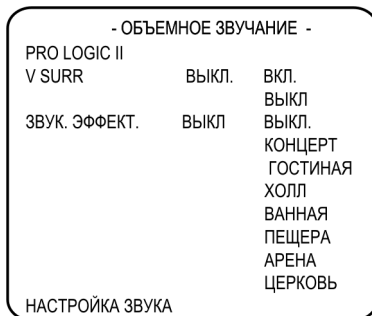 - ОБЪЕМНОЕ ЗВУЧАНИЕ -
PRO LOGIC II
V SURR ВЫКЛ. ВКЛ.
ВЫКЛ
ЗВУК. ЭФФЕКТ. ВЫКЛ ВЫКЛ.
КОНЦЕРТ
ГОСТИНАЯ
ХОЛЛ
ВАННАЯ
ПЕЩЕРА
АРЕНА
ЦЕРКОВЬ
НАСТРОЙКА ЗВУКА